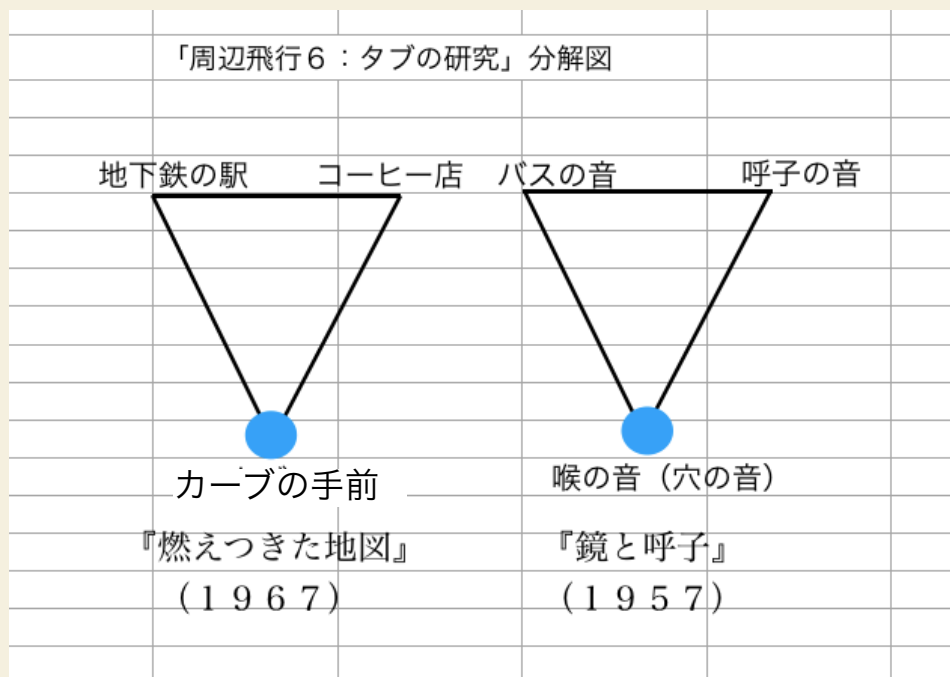 「周辺飛行６：タブの研究」分解図
地下鉄の駅 コーヒー店 バスの音 呼子の音
カーブの手前 喉の音（穴の音）
『燃えつきた地図』 『鏡と呼子』
（１９６７） （１９５７）